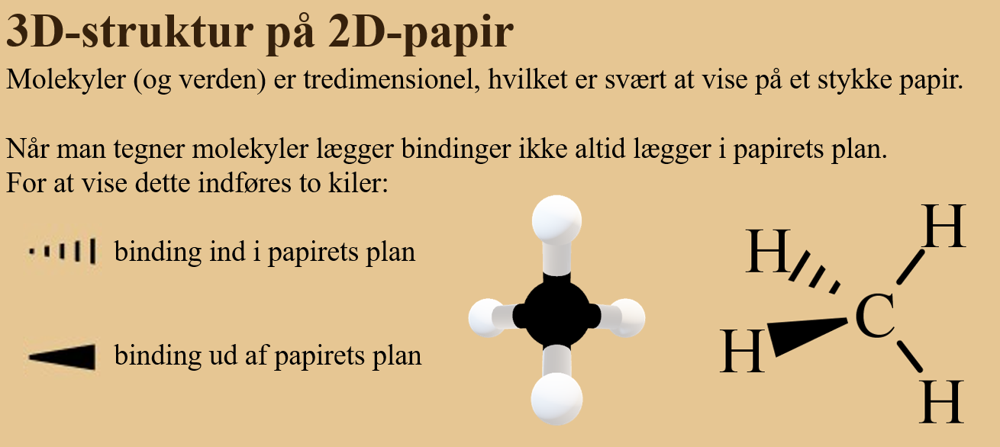 3D-struktur på 2D-papir
Molekyler (og verden) er tredimensionel, hvilket er svært at vise på et stykke papir.
Når man tegner molekyler lægger bindinger ikke altid lægger i papirets plan.
For at vise dette indføres to kiler:
binding ind i papirets plan
binding ud af papirets plan
H
H
C
H
H